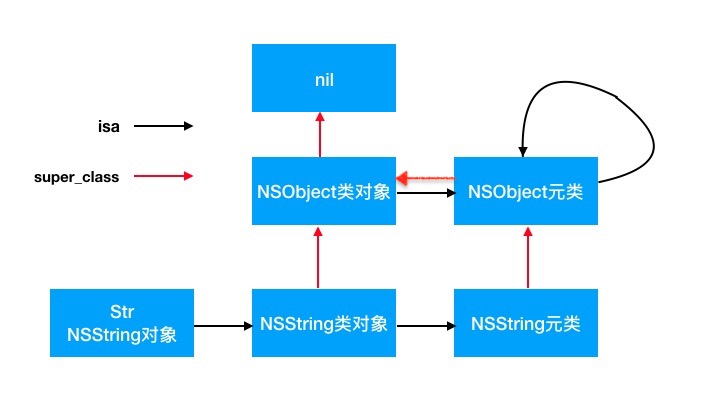 nil
isa
super_class
NSObject类对象
NSObject元类
Str
NSString对象
NSString类对象
NSString元类